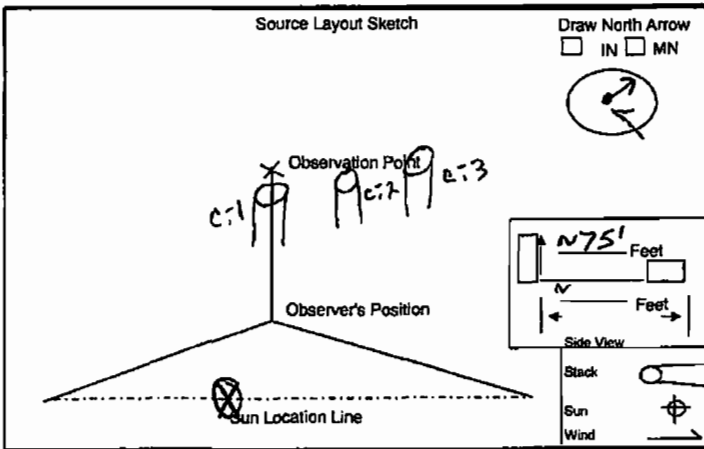 Source Layout Sketch
Draw North Arrow
IN MN
Observation Point
C-1
C-2
C-3
~75' Feet
~ Feet
Observer's Position
Side View
Stack
Sun
Wind
Sun Location Line